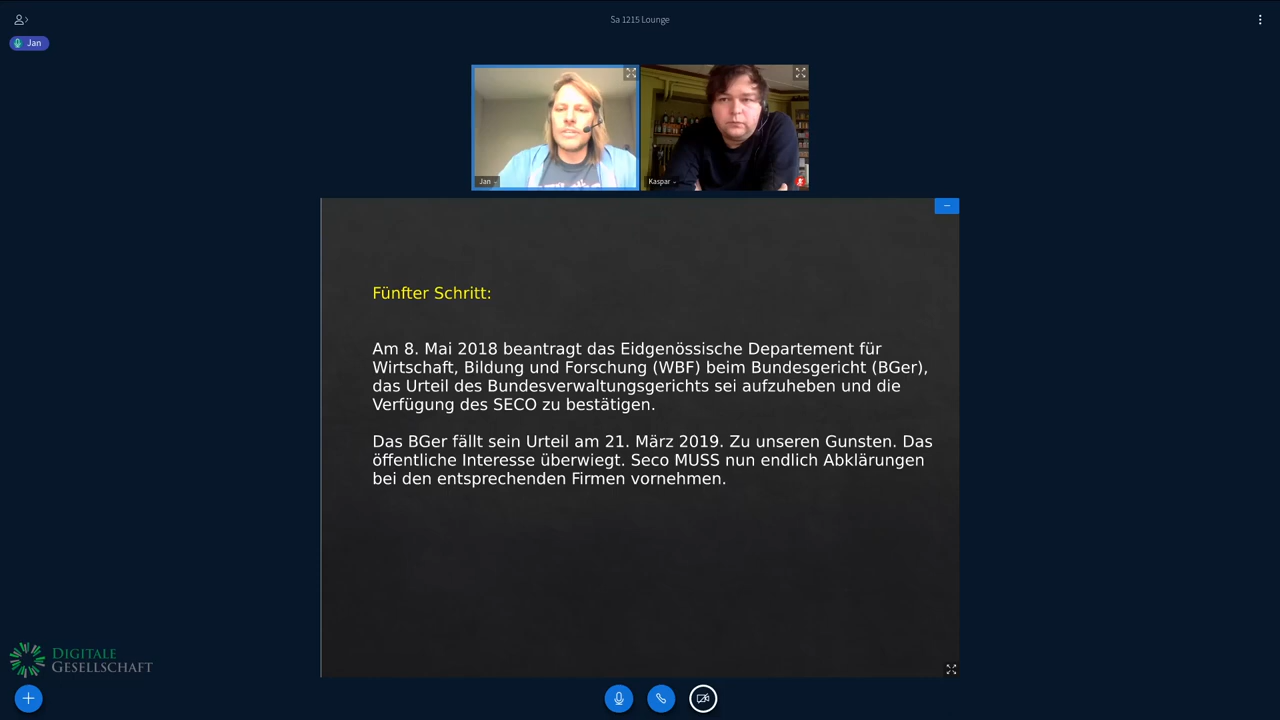 Sa 1215 Lounge
Jan
Jan
Kaspar
Fünfter Schritt:
Am 8. Mai 2018 beantragt das Eidgenössische Departement für
Wirtschaft, Bildung und Forschung (WBF) beim Bundesgericht (BGer),
das Urteil des Bundesverwaltungsgerichts sei aufzuheben und die
Verfügung des SECO zu bestätigen.
Das BGer fällt sein Urteil am 21. März 2019. Zu unseren Gunsten. Das
öffentliche Interesse überwiegt. Seco MUSS nun endlich Abklärungen
bei den entsprechenden Firmen vornehmen.
DIGITALE
GESELLSCHAFT